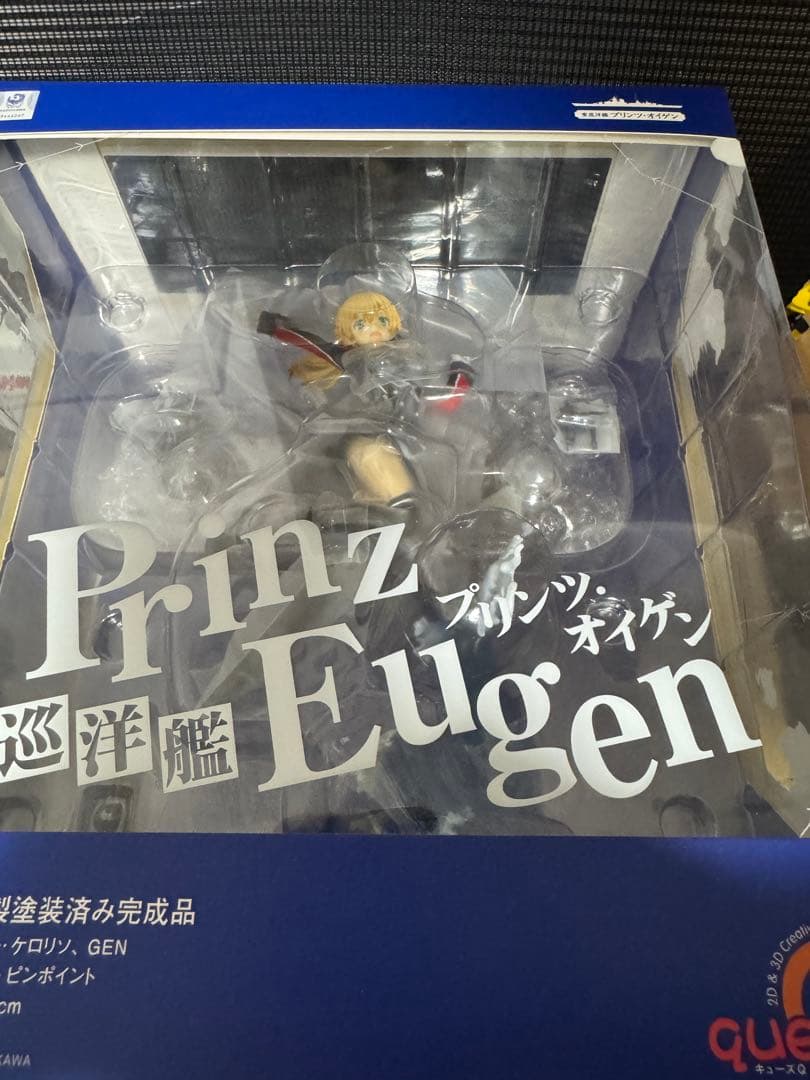 重巡洋艦 プリンツ・オイゲン
Prinz
プリンツ・
オイゲン
巡洋艦
Eugen
製塗装済み完成品
・ケロリソ、GEN
・ピンポイント
cm
KAWA
2D & 3D Creativ
que
キューズQ